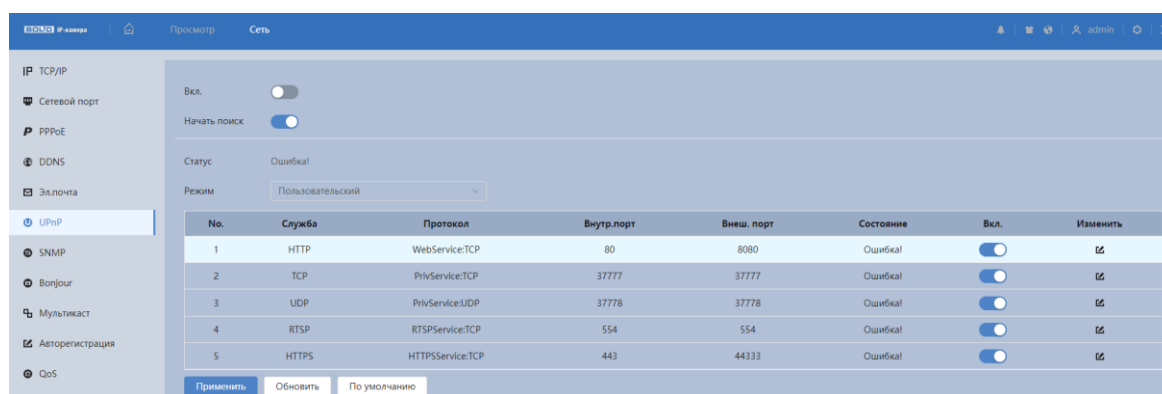 BOLID IP-камера Просмотр Сеть admin
IP TCP/IP
Сетевой порт
P PPPoE
DDNS
Эл.почта
UPnP
SNMP
Bonjour
Мультикаст
Авторегистрация
QoS
Вкл.
Начать поиск
Статус Ошибка!
Режим Пользовательский
No. Служба Протокол Внутр.порт Внеш. порт Состояние Вкл. Изменить
1 HTTP WebService:TCP 80 8080 Ошибка!
2 TCP PrivService:TCP 37777 37777 Ошибка!
3 UDP PrivService:UDP 37778 37778 Ошибка!
4 RTSP RTSPService:TCP 554 554 Ошибка!
5 HTTPS HTTPSService:TCP 443 44333 Ошибка!
Применить Обновить По умолчанию